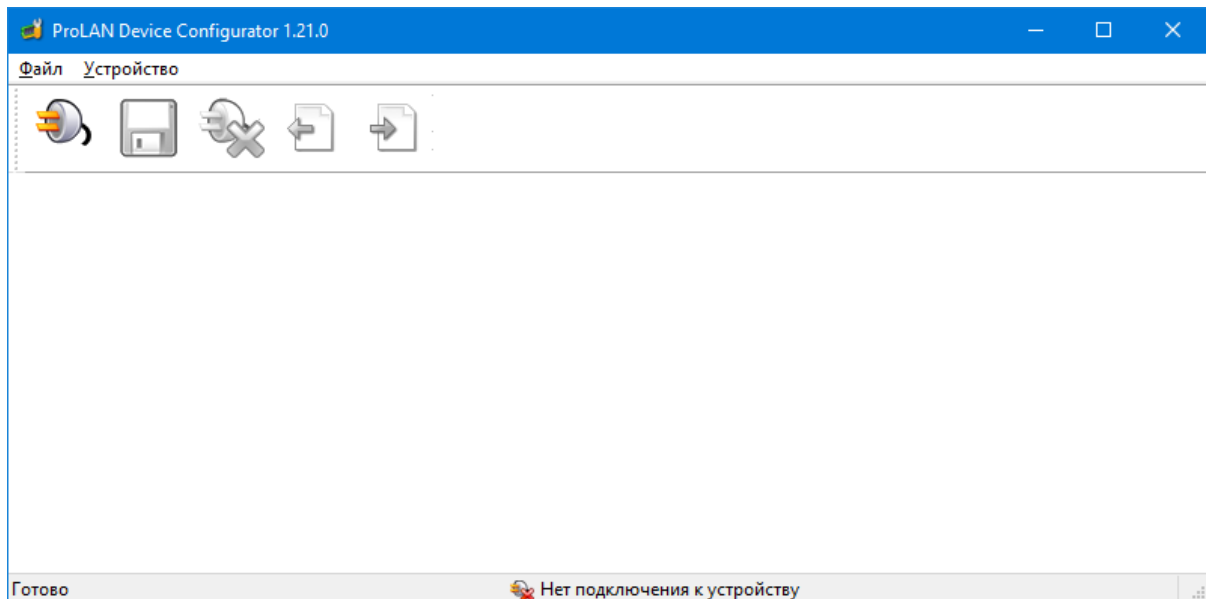 ProLAN Device Configurator 1.21.0
Файл Устройство
Готово Нет подключения к устройству